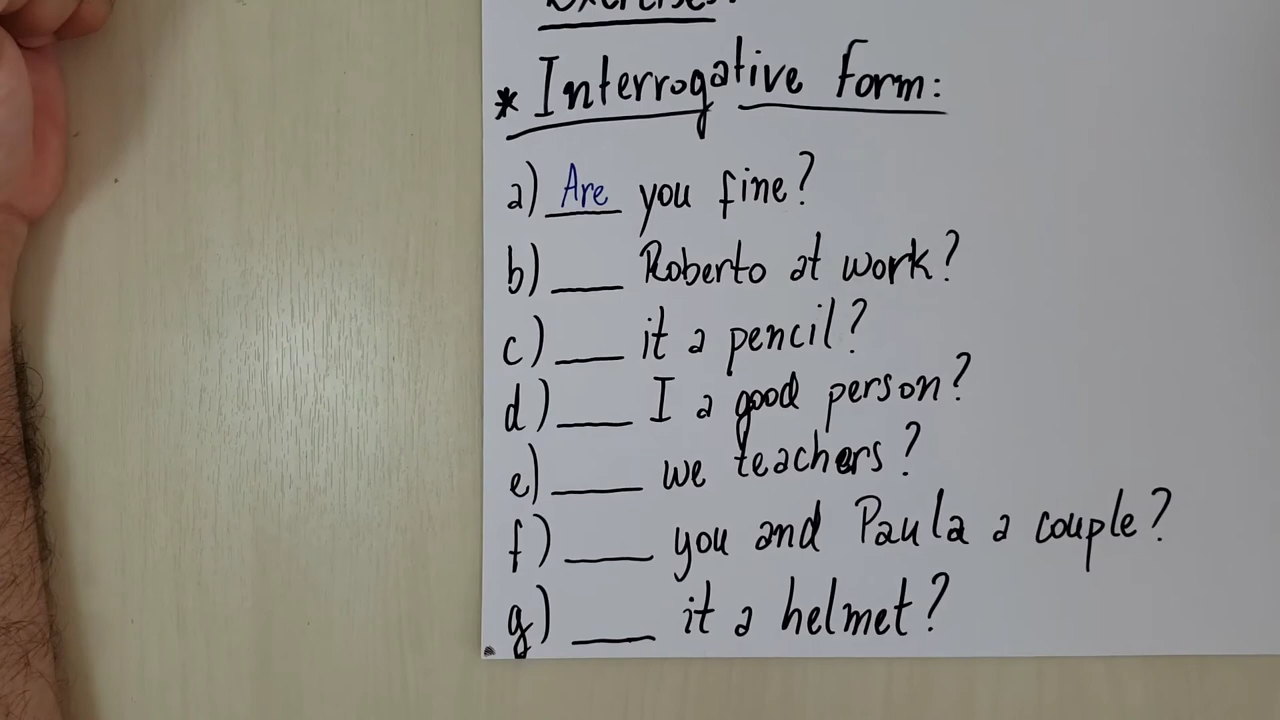 Exercises:
* Interrogative form:
a) Are you fine?
b) ___ Roberto at work?
c) ___ it a pencil?
d) ___ I a good person?
e) ___ we teachers?
f) ___ you and Paula a couple?
g) ___ it a helmet?